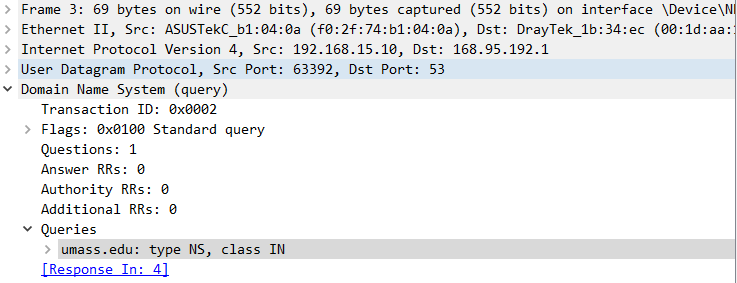 Frame 3: 69 bytes on wire (552 bits), 69 bytes captured (552 bits) on interface
Ethernet II, Src: ASUSTekC_b1:04:0a (f0:2f:74:b1:04:0a), Dst: DrayTek_1b:34:ec (00:1d:aa:
Internet Protocol Version 4, Src: 192.168.15.10, Dst: 168.95.192.1
User Datagram Protocol, Src Port: 63392, Dst Port: 53
Domain Name System (query)
Transaction ID: 0x0002
Flags: 0x0100 Standard query
Questions: 1
Answer RRs: 0
Authority RRs: 0
Additional RRs: 0
Queries
umass.edu: type NS, class IN
[Response In: 4]